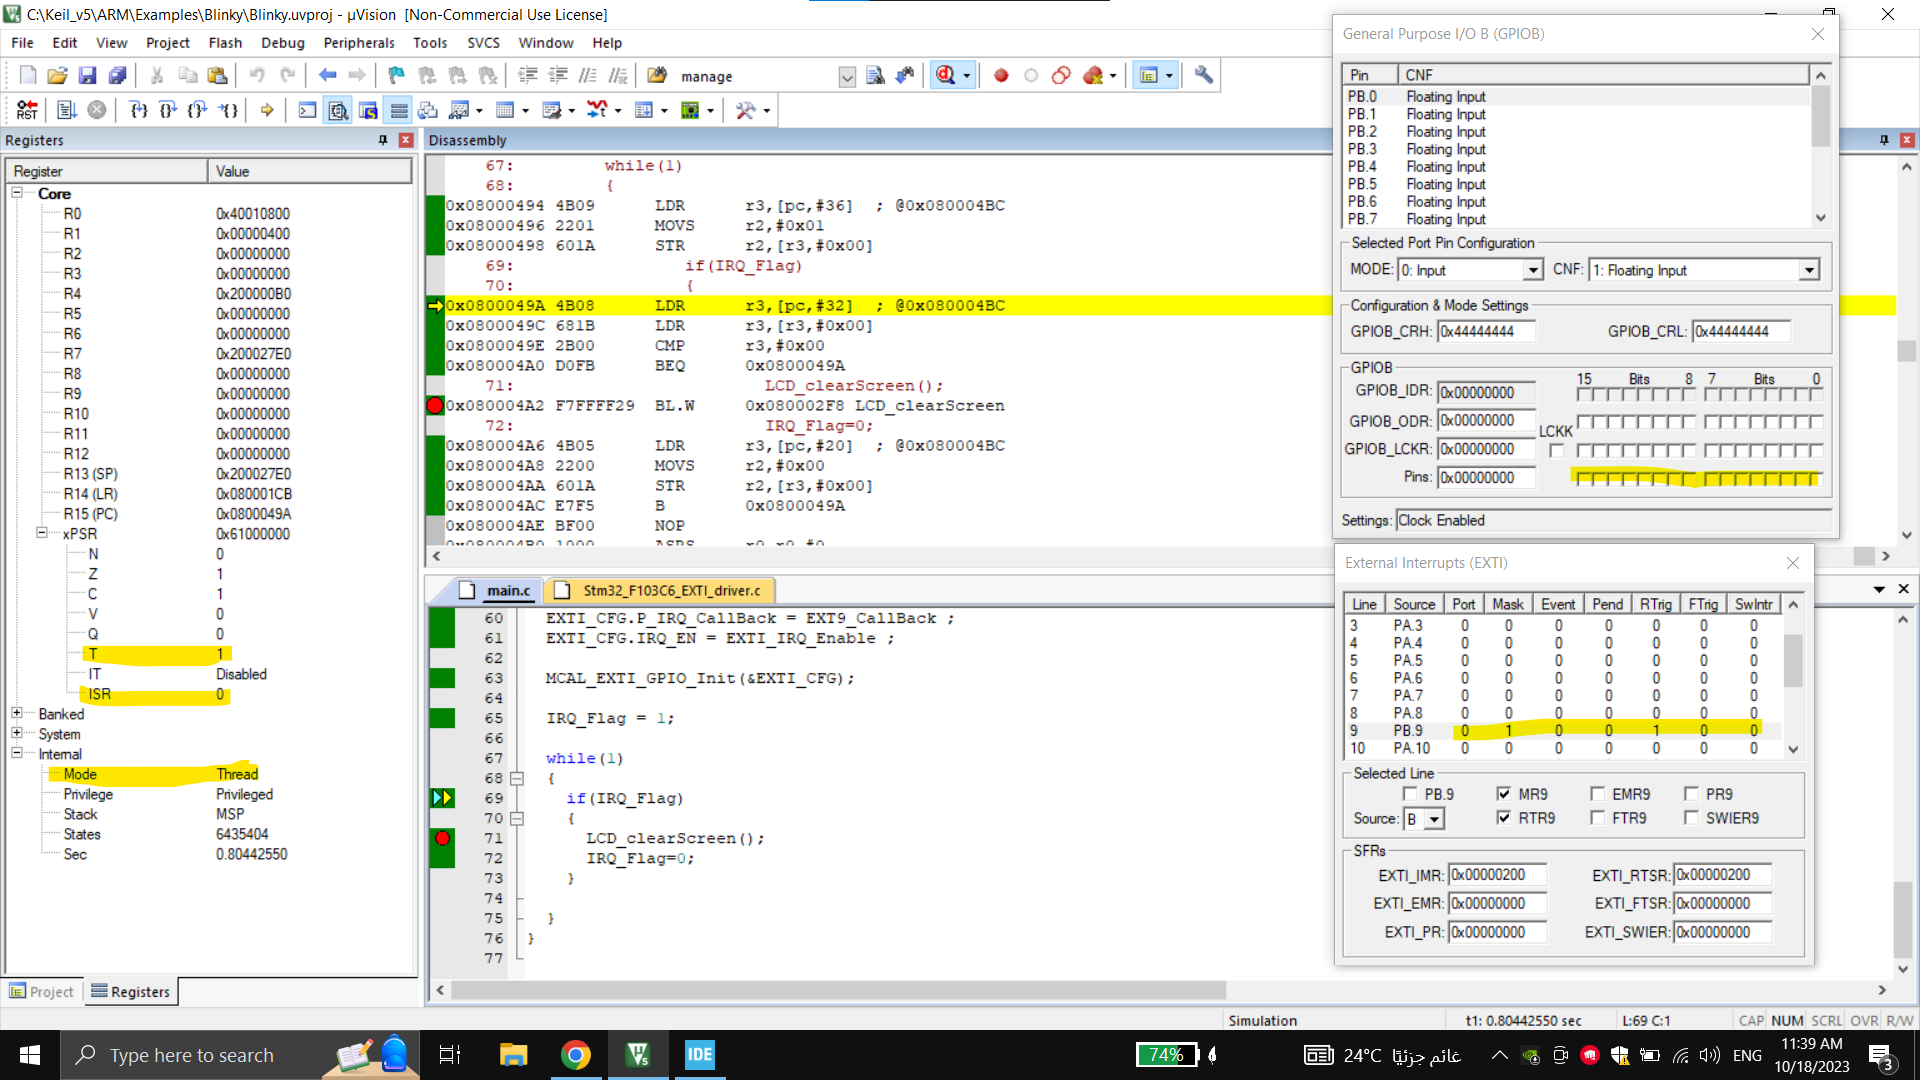 C:\Keil_v5\ARM\Examples\Blinky\Blinky.uvproj - µVision  [Non-Commercial Use License]
File Edit View Project Flash Debug Peripherals Tools SVCS Window Help
manage
RST
Registers
Register Value
Core
R0 0x40010800
R1 0x00000400
R2 0x00000000
R3 0x00000000
R4 0x200000B0
R5 0x00000000
R6 0x00000000
R7 0x200027E0
R8 0x00000000
R9 0x00000000
R10 0x00000000
R11 0x00000000
R12 0x00000000
R13 (SP) 0x200027E0
R14 (LR) 0x080001CB
R15 (PC) 0x0800049A
xPSR 0x61000000
N 0
Z 1
C 1
V 0
Q 0
T 1
IT Disabled
ISR 0
Banked
System
Internal
Mode Thread
Privilege Privileged
Stack MSP
States 6435404
Sec 0.80442550
Project Registers
Disassembly
67: while(1)
68: {
0x08000494 4B09 LDR r3,[pc,#36] ; @0x080004BC
0x08000496 2201 MOVS r2,#0x01
0x08000498 601A STR r2,[r3,#0x00]
69: if(IRQ_Flag)
70: {
0x0800049A 4B08 LDR r3,[pc,#32] ; @0x080004BC
0x0800049C 681B LDR r3,[r3,#0x00]
0x0800049E 2B00 CMP r3,#0x00
0x080004A0 D0FB BEQ 0x0800049A
71: LCD_clearScreen();
0x080004A2 F7FFFF29 BL.W 0x080002F8 LCD_clearScreen
72: IRQ_Flag=0;
0x080004A6 4B05 LDR r3,[pc,#20] ; @0x080004BC
0x080004A8 2200 MOVS r2,#0x00
0x080004AA 601A STR r2,[r3,#0x00]
0x080004AC E7F5 B 0x0800049A
0x080004AE BF00 NOP
0x080004B0 1000 ASRS r0,r0,#0
main.c Stm32_F103C6_EXTI_driver.c
60 EXTI_CFG.P_IRQ_CallBack = EXT9_CallBack ;
61 EXTI_CFG.IRQ_EN = EXTI_IRQ_Enable ;
62
63 MCAL_EXTI_GPIO_Init(&EXTI_CFG);
64
65 IRQ_Flag = 1;
66
67 while(1)
68 {
69 if(IRQ_Flag)
70 {
71 LCD_clearScreen();
72 IRQ_Flag=0;
73 }
74
75 }
76 }
77
General Purpose I/O B (GPIOB)
Pin CNF
PB.0 Floating Input
PB.1 Floating Input
PB.2 Floating Input
PB.3 Floating Input
PB.4 Floating Input
PB.5 Floating Input
PB.6 Floating Input
PB.7 Floating Input
Selected Port Pin Configuration
MODE: 0: Input CNF: 1: Floating Input
Configuration & Mode Settings
GPIOB_CRH: 0x44444444 GPIOB_CRL: 0x44444444
GPIOB
15 Bits 8 7 Bits 0
GPIOB_IDR: 0x00000000
GPIOB_ODR: 0x00000000
LCKK
GPIOB_LCKR: 0x00000000
Pins: 0x00000000
Settings: Clock Enabled
External Interrupts (EXTI)
Line Source Port Mask Event Pend RTrig FTrig SwIntr
3 PA.3 0 0 0 0 0 0 0
4 PA.4 0 0 0 0 0 0 0
5 PA.5 0 0 0 0 0 0 0
6 PA.6 0 0 0 0 0 0 0
7 PA.7 0 0 0 0 0 0 0
8 PA.8 0 0 0 0 0 0 0
9 PB.9 0 1 0 0 1 0 0
10 PA.10 0 0 0 0 0 0 0
Selected Line
PB.9 MR9 EMR9 PR9
Source: B RTR9 FTR9 SWIER9
SFRs
EXTI_IMR: 0x00000200 EXTI_RTSR: 0x00000200
EXTI_EMR: 0x00000000 EXTI_FTSR: 0x00000000
EXTI_PR: 0x00000000 EXTI_SWIER: 0x00000000
Simulation t1: 0.80442550 sec L:69 C:1 CAP NUM SCRL OVR R/W
Type here to search
IDE
74%
24°C غائم جزئيًا
ENG
11:39 AM
10/18/2023
3